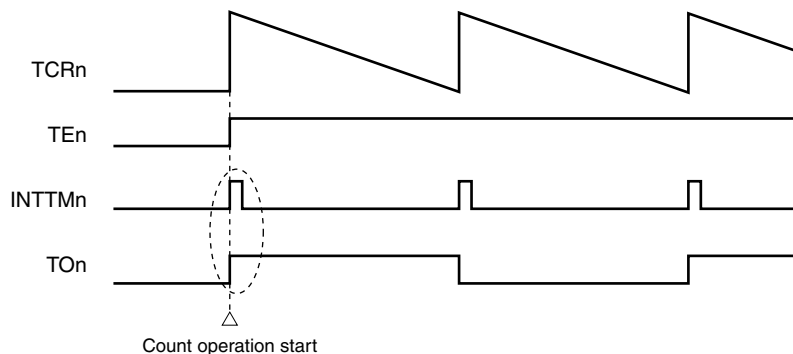 TCRn
TEn
INTTMn
TOn
Count operation start